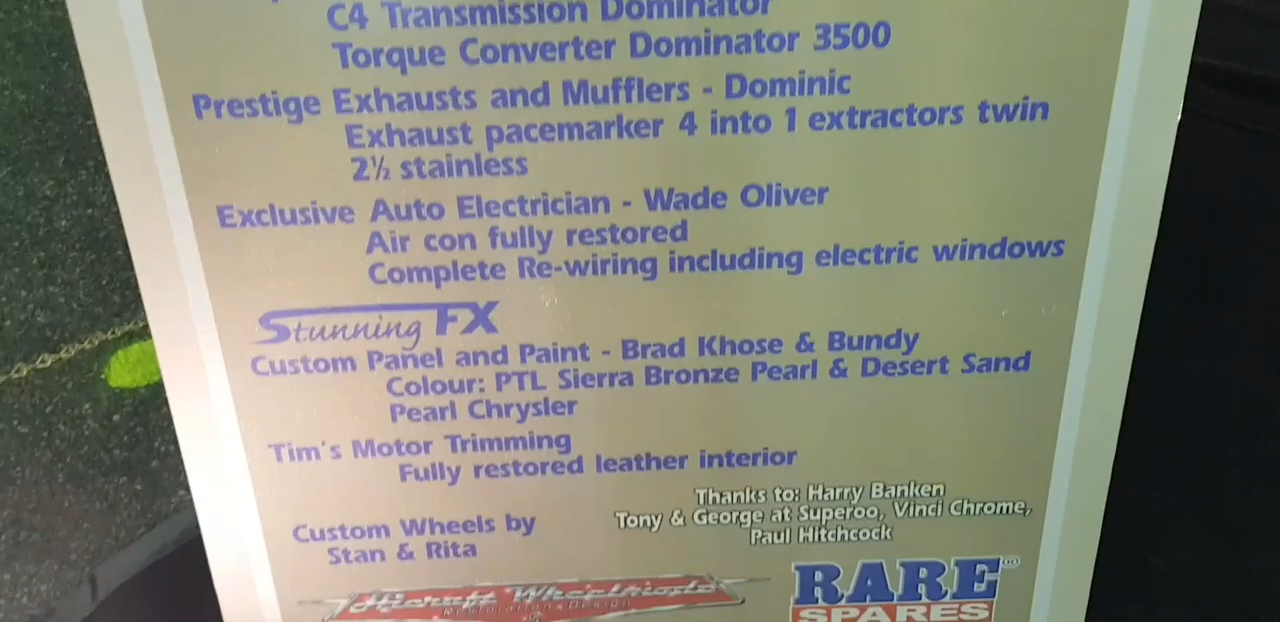 C4 Transmission Dominator
Torque Converter Dominator 3500
Prestige Exhausts and Mufflers - Dominic
Exhaust pacemarker 4 into 1 extractors twin
2½ stainless
Exclusive Auto Electrician - Wade Oliver
Air con fully restored
Complete Re-wiring including electric windows
Stunning FX
Custom Panel and Paint - Brad Khose & Bundy
Colour: PTL Sierra Bronze Pearl & Desert Sand
Pearl Chrysler
Tim's Motor Trimming
Fully restored leather interior
Thanks to: Harry Banken
Tony & George at Superoo, Vinci Chrome,
Paul Hitchcock
Custom Wheels by
Stan & Rita
Restorations & Design
RARE
SPARES